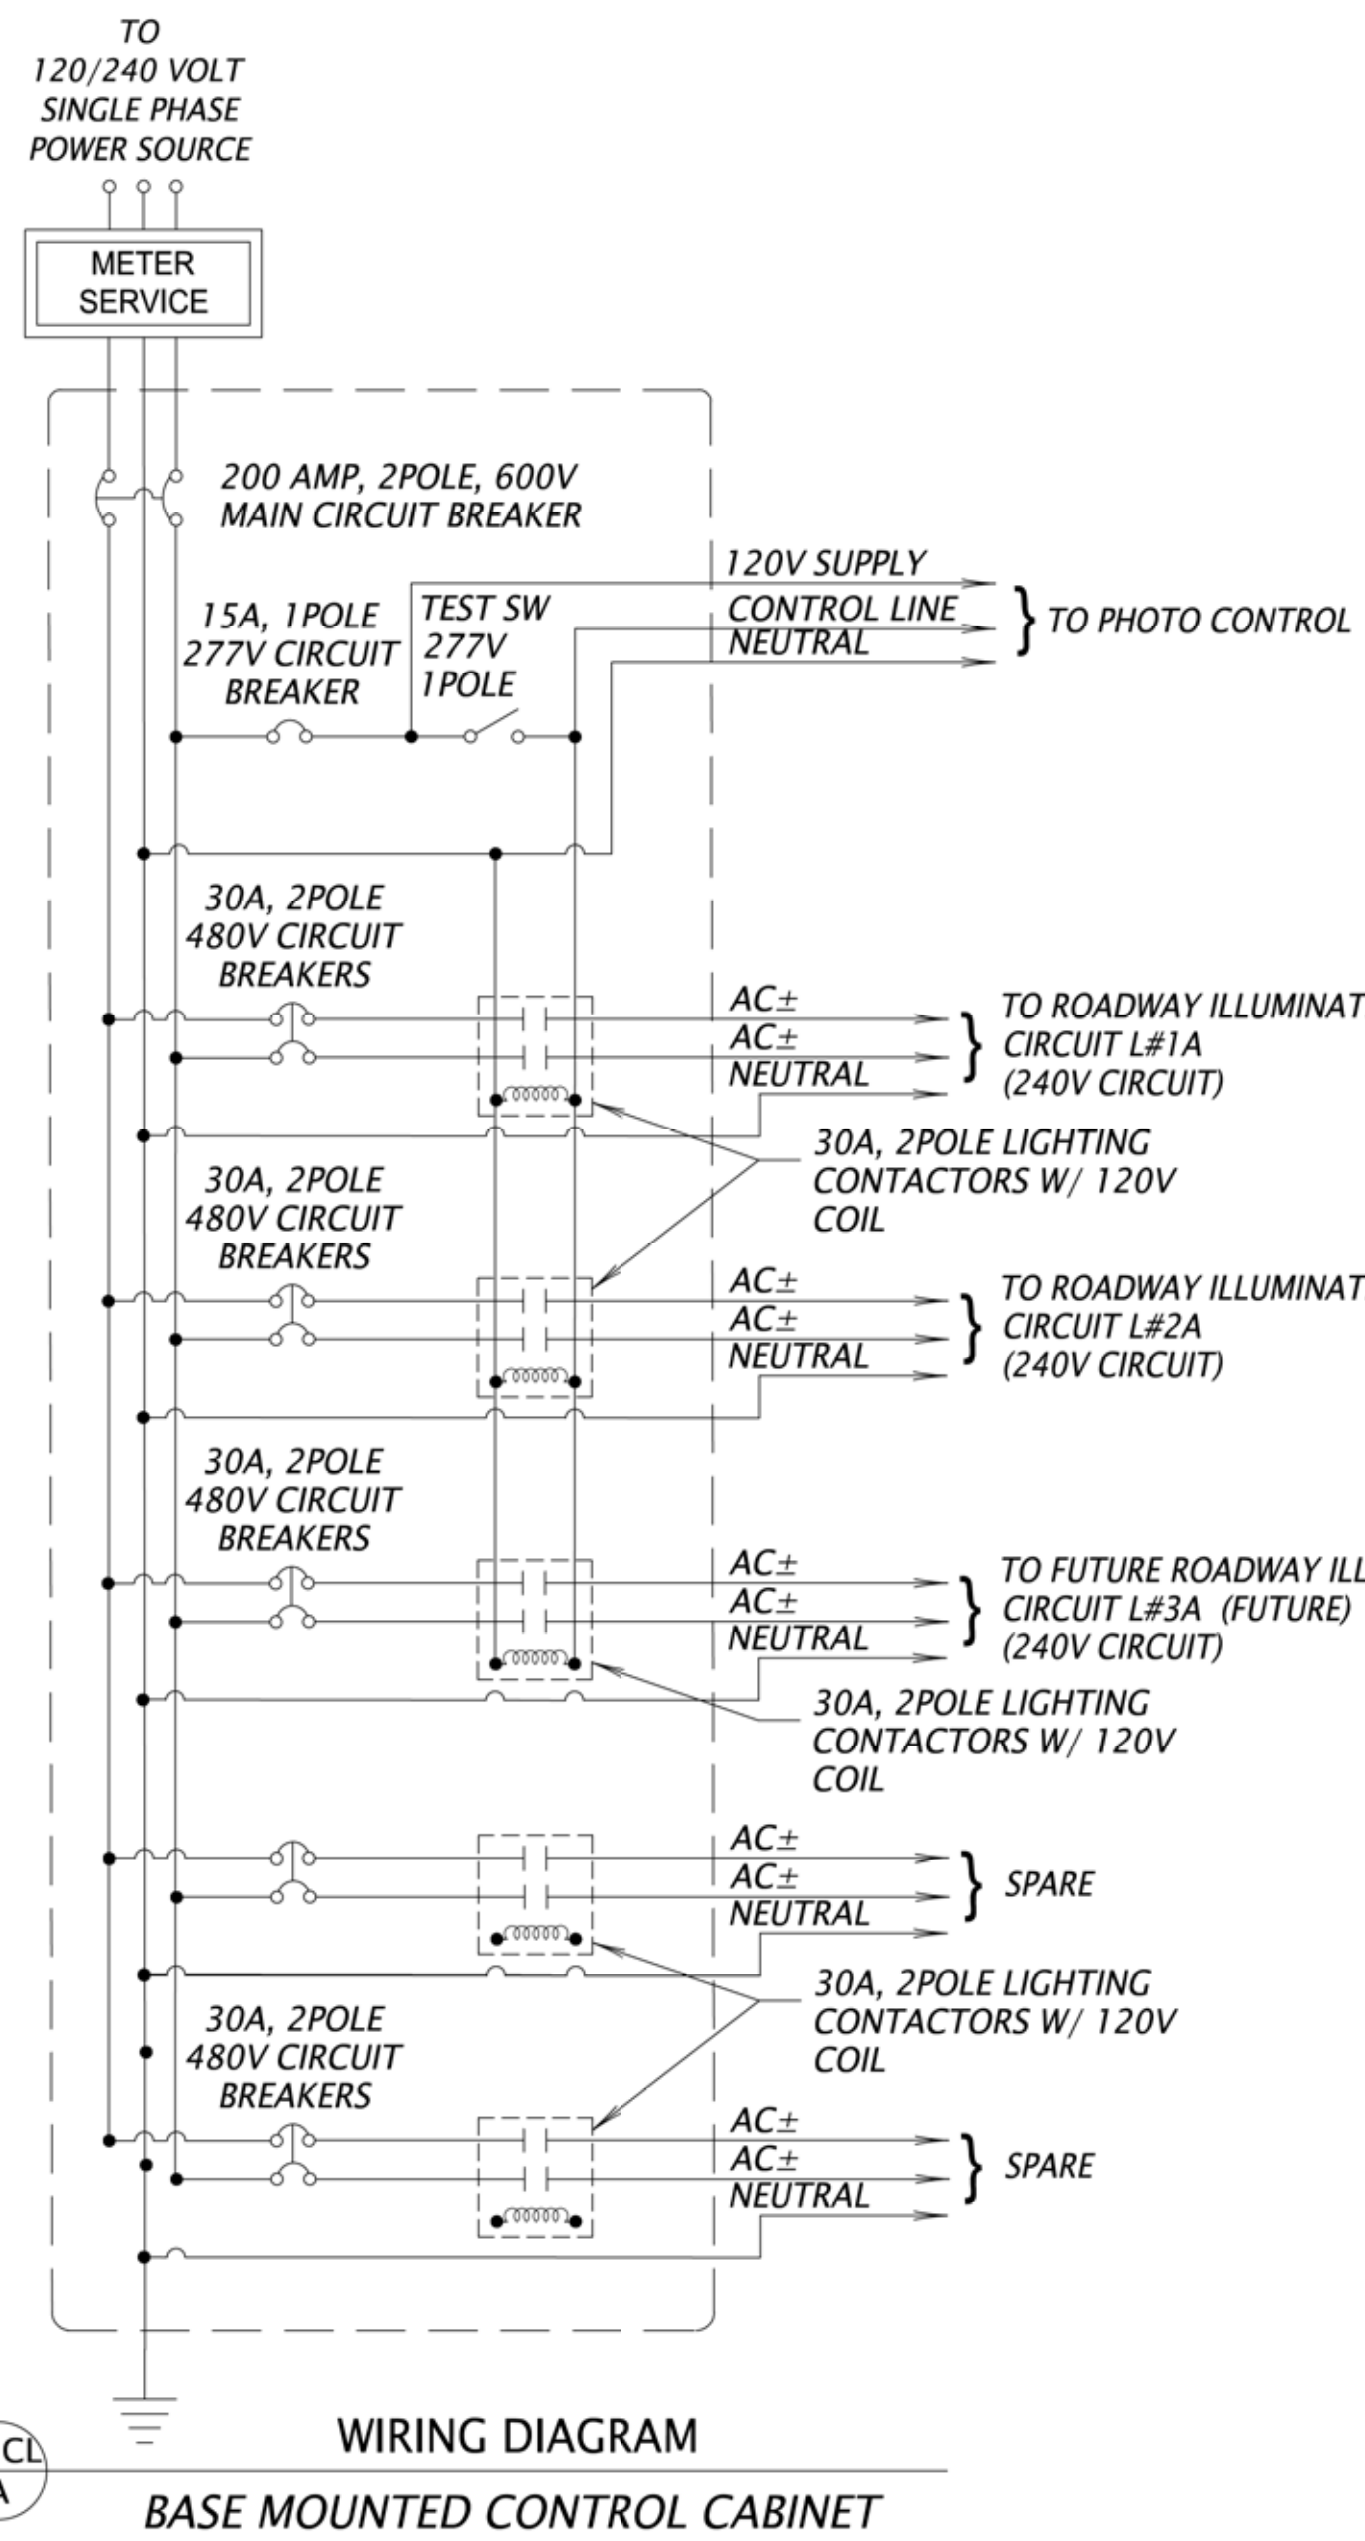 TO
120/240 VOLT
SINGLE PHASE
POWER SOURCE
METER
SERVICE
200 AMP, 2POLE, 600V
MAIN CIRCUIT BREAKER
120V SUPPLY
CONTROL LINE
NEUTRAL
TO PHOTO CONTROL
15A, 1POLE
277V CIRCUIT
BREAKER
TEST SW
277V
1POLE
30A, 2POLE
480V CIRCUIT
BREAKERS
AC±
AC±
NEUTRAL
TO ROADWAY ILLUMINAT
CIRCUIT L#1A
(240V CIRCUIT)
30A, 2POLE LIGHTING
CONTACTORS W/ 120V
COIL
30A, 2POLE
480V CIRCUIT
BREAKERS
AC±
AC±
NEUTRAL
TO ROADWAY ILLUMINAT
CIRCUIT L#2A
(240V CIRCUIT)
30A, 2POLE
480V CIRCUIT
BREAKERS
AC±
AC±
NEUTRAL
TO FUTURE ROADWAY ILL
CIRCUIT L#3A (FUTURE)
(240V CIRCUIT)
30A, 2POLE LIGHTING
CONTACTORS W/ 120V
COIL
AC±
AC±
NEUTRAL
SPARE
30A, 2POLE LIGHTING
CONTACTORS W/ 120V
COIL
30A, 2POLE
480V CIRCUIT
BREAKERS
AC±
AC±
NEUTRAL
SPARE
CL
A
WIRING DIAGRAM
BASE MOUNTED CONTROL CABINET